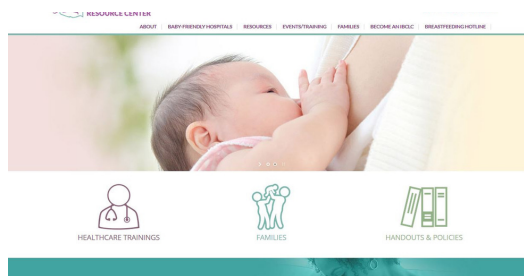 RESOURCE CENTER
ABOUT BABY-FRIENDLY HOSPITALS RESOURCES EVENTS/TRAINING FAMILIES BECOME AN IBCLC BREASTFEEDING HOTLINE
HEALTHCARE TRAININGS FAMILIES HANDOUTS & POLICIES